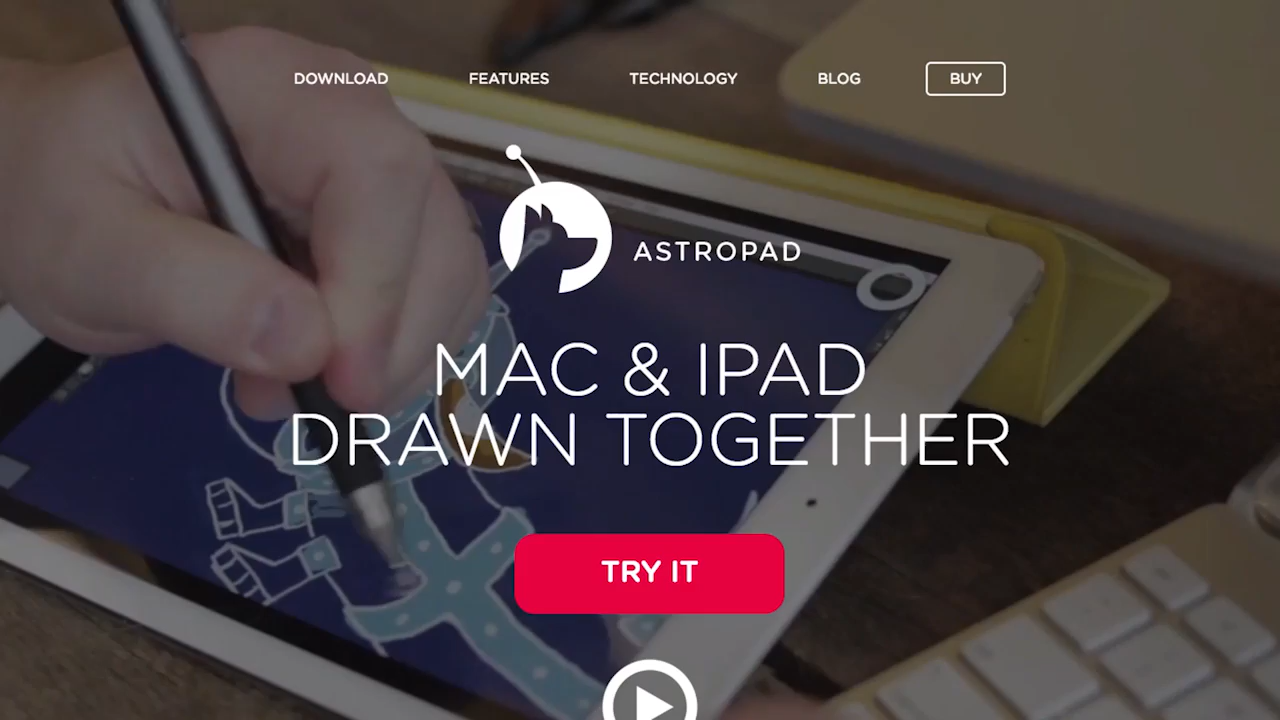 DOWNLOAD FEATURES TECHNOLOGY BLOG BUY
ASTROPAD
MAC & IPAD
DRAWN TOGETHER
TRY IT